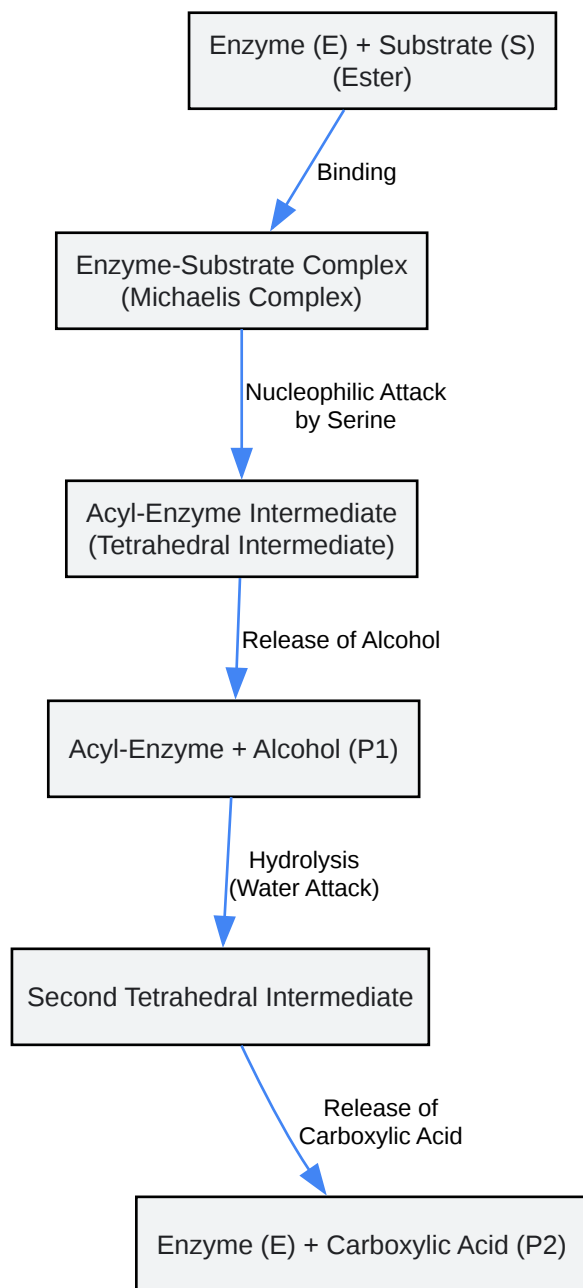 Enzyme (E) + Substrate (S)
(Ester)
Binding
Enzyme-Substrate Complex
(Michaelis Complex)
Nucleophilic Attack
by Serine
Acyl-Enzyme Intermediate
(Tetrahedral Intermediate)
Release of Alcohol
Acyl-Enzyme + Alcohol (P1)
Hydrolysis
(Water Attack)
Second Tetrahedral Intermediate
Release of
Carboxylic Acid
Enzyme (E) + Carboxylic Acid (P2)